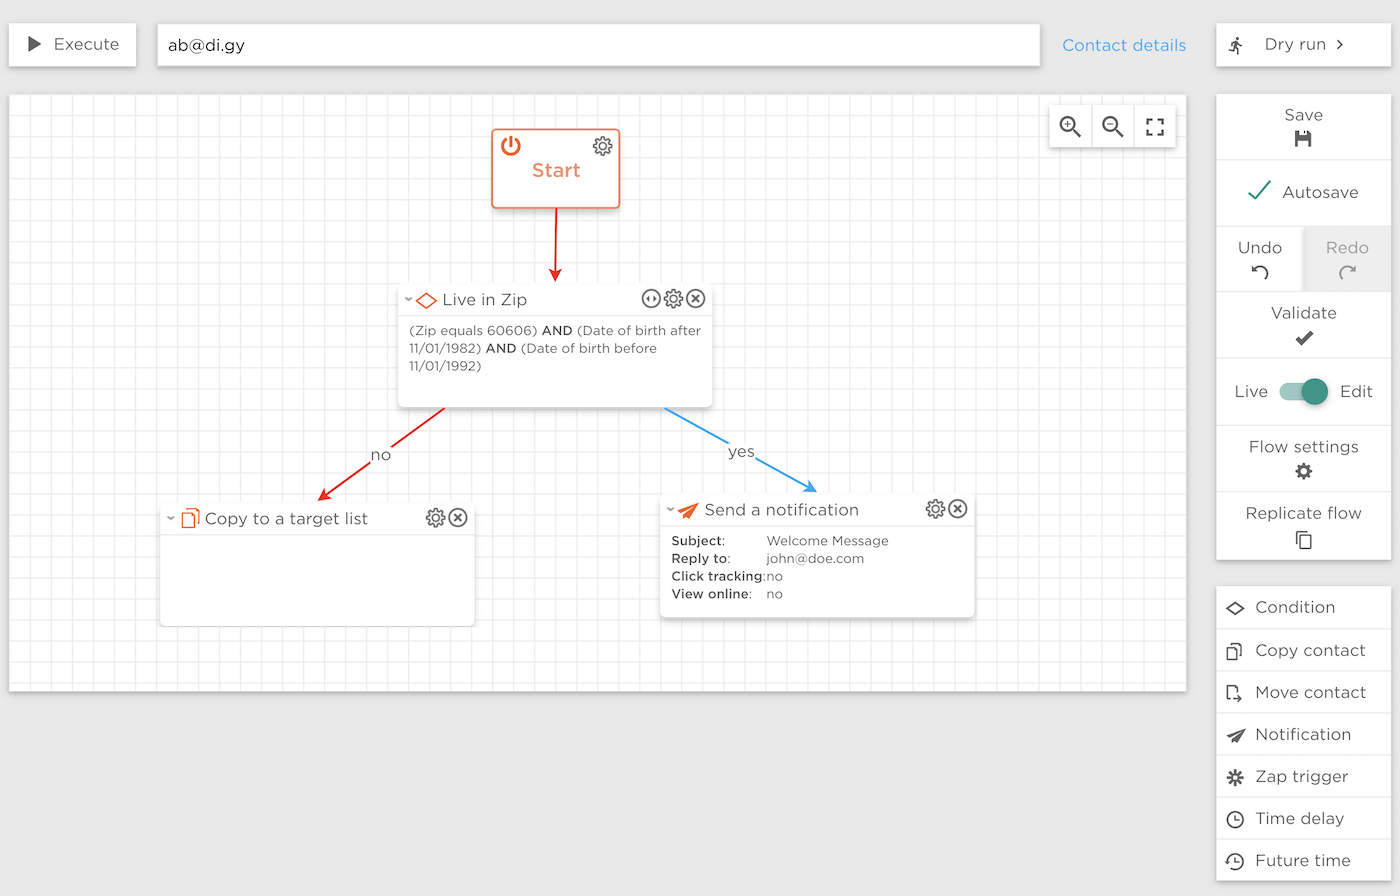 Execute
ab@di.gy
Contact details
Dry run
Start
Live in Zip
(Zip equals 60606) AND (Date of birth after
11/01/1982) AND (Date of birth before
11/01/1992)
no
yes
Copy to a target list
Send a notification
Subject: Welcome Message
Reply to: john@doe.com
Click tracking: no
View online: no
Save
Autosave
Undo Redo
Validate
Live Edit
Flow settings
Replicate flow
Condition
Copy contact
Move contact
Notification
Zap trigger
Time delay
Future time